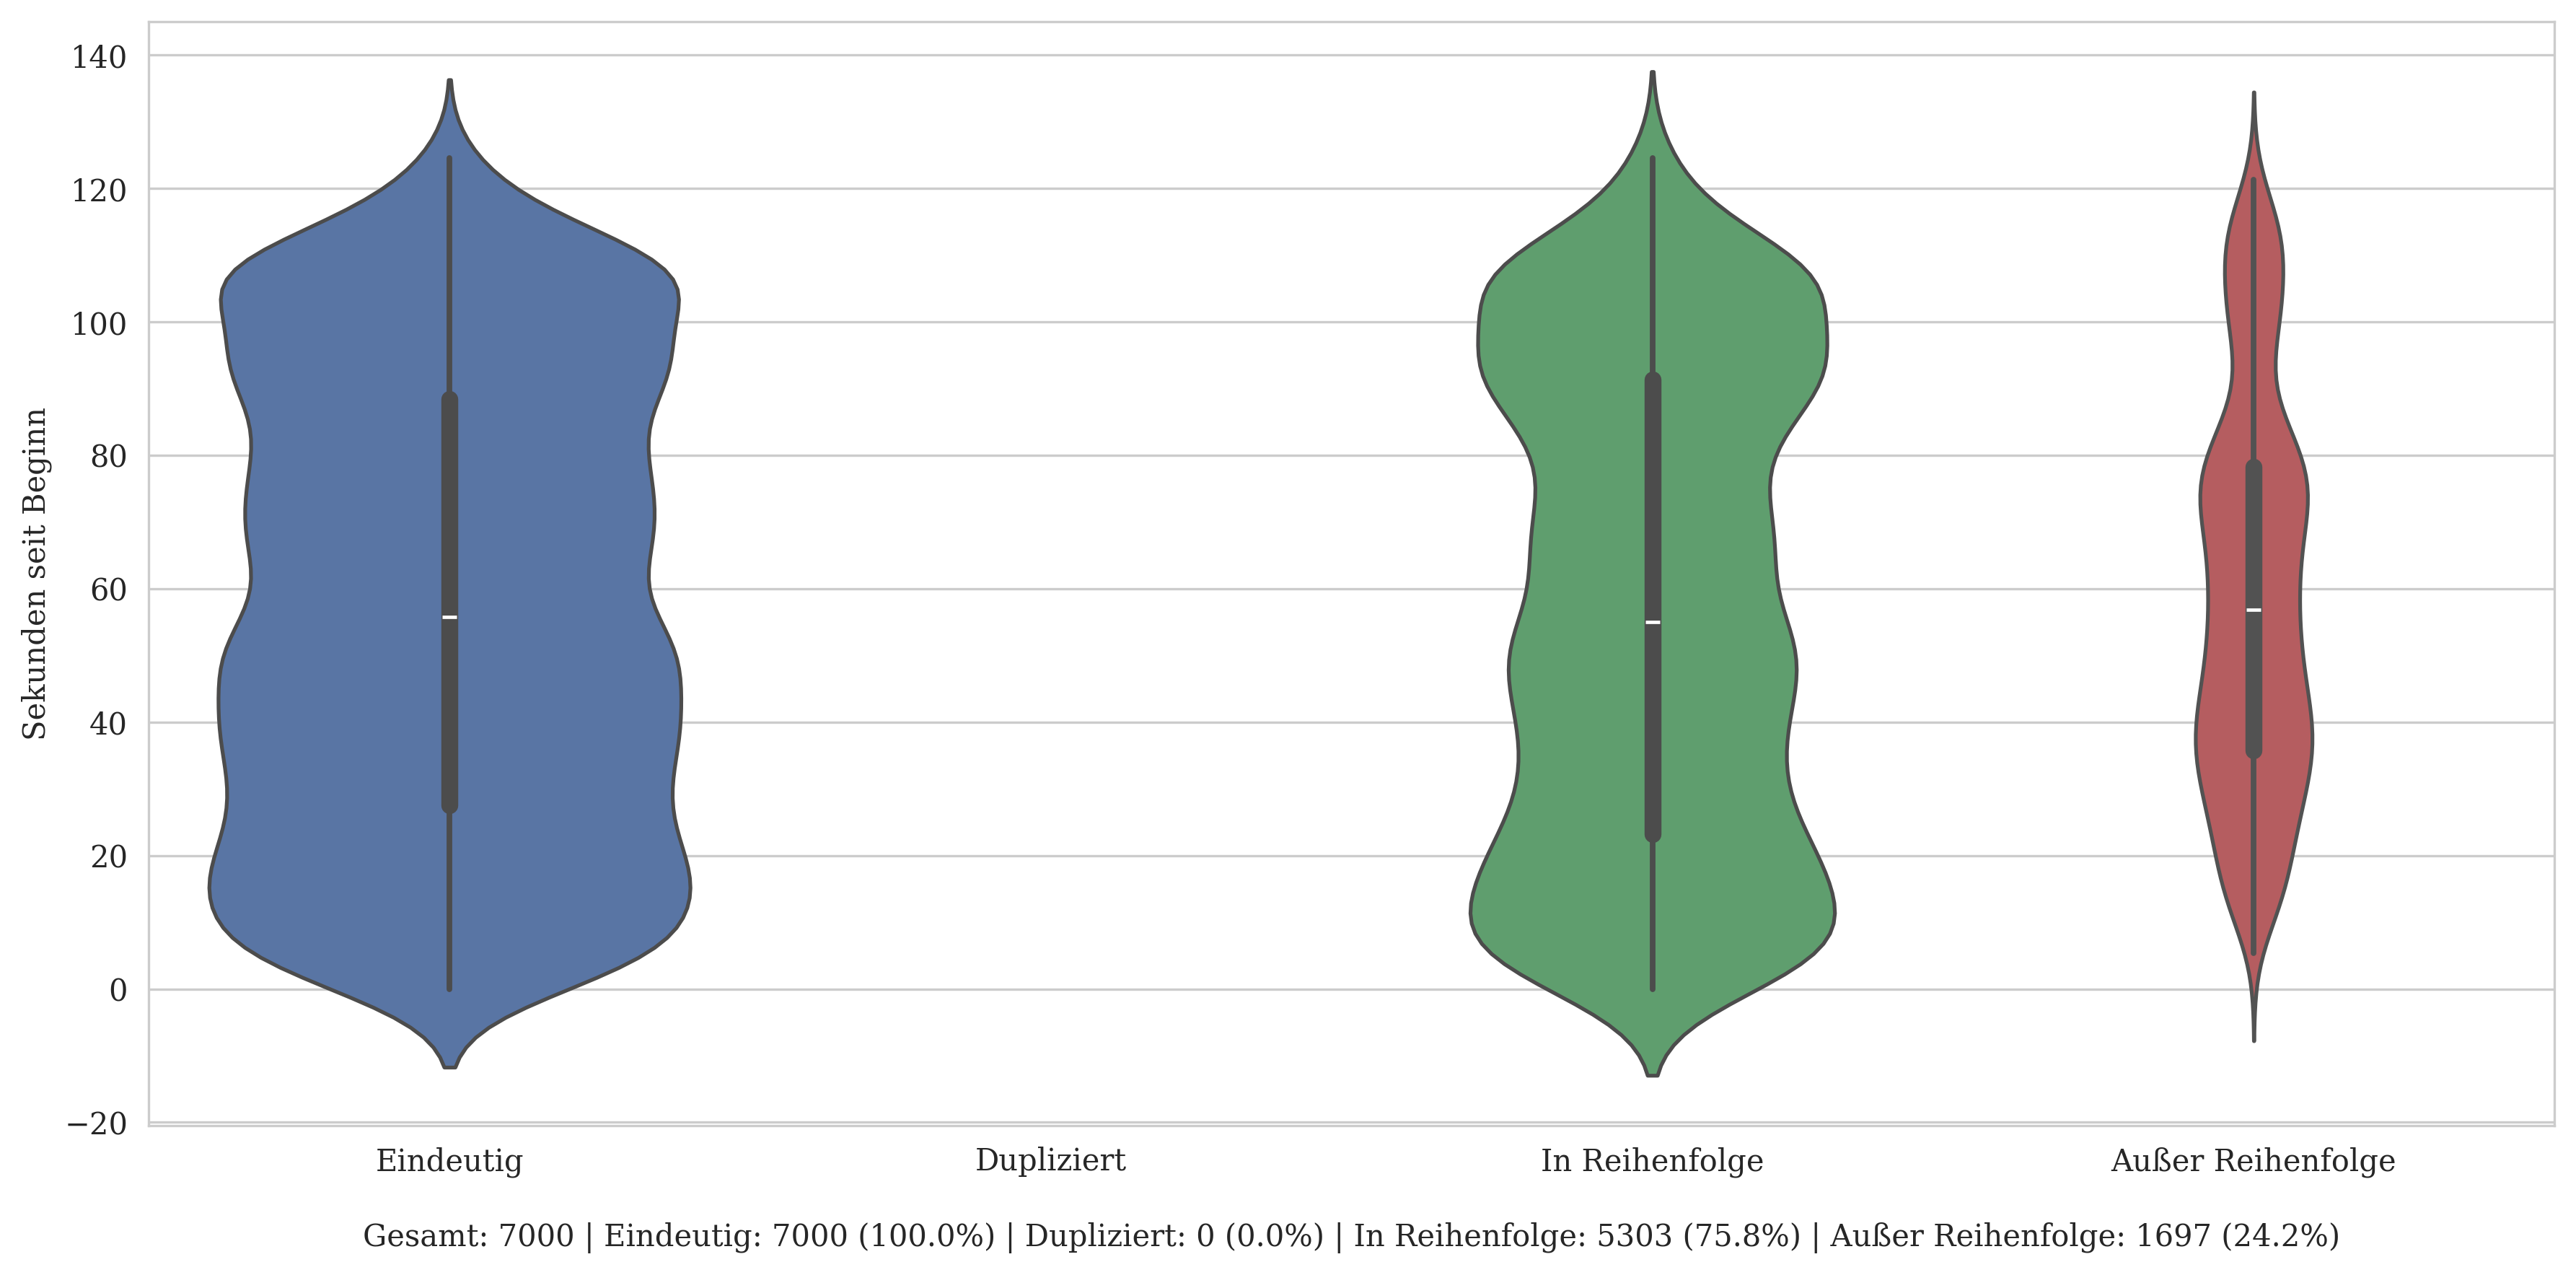 140
120
100
80
60
40
20
0
−20
Sekunden seit Beginn
Eindeutig
Dupliziert
In Reihenfolge
Außer Reihenfolge
Gesamt: 7000 | Eindeutig: 7000 (100.0%) | Dupliziert: 0 (0.0%) | In Reihenfolge: 5303 (75.8%) | Außer Reihenfolge: 1697 (24.2%)